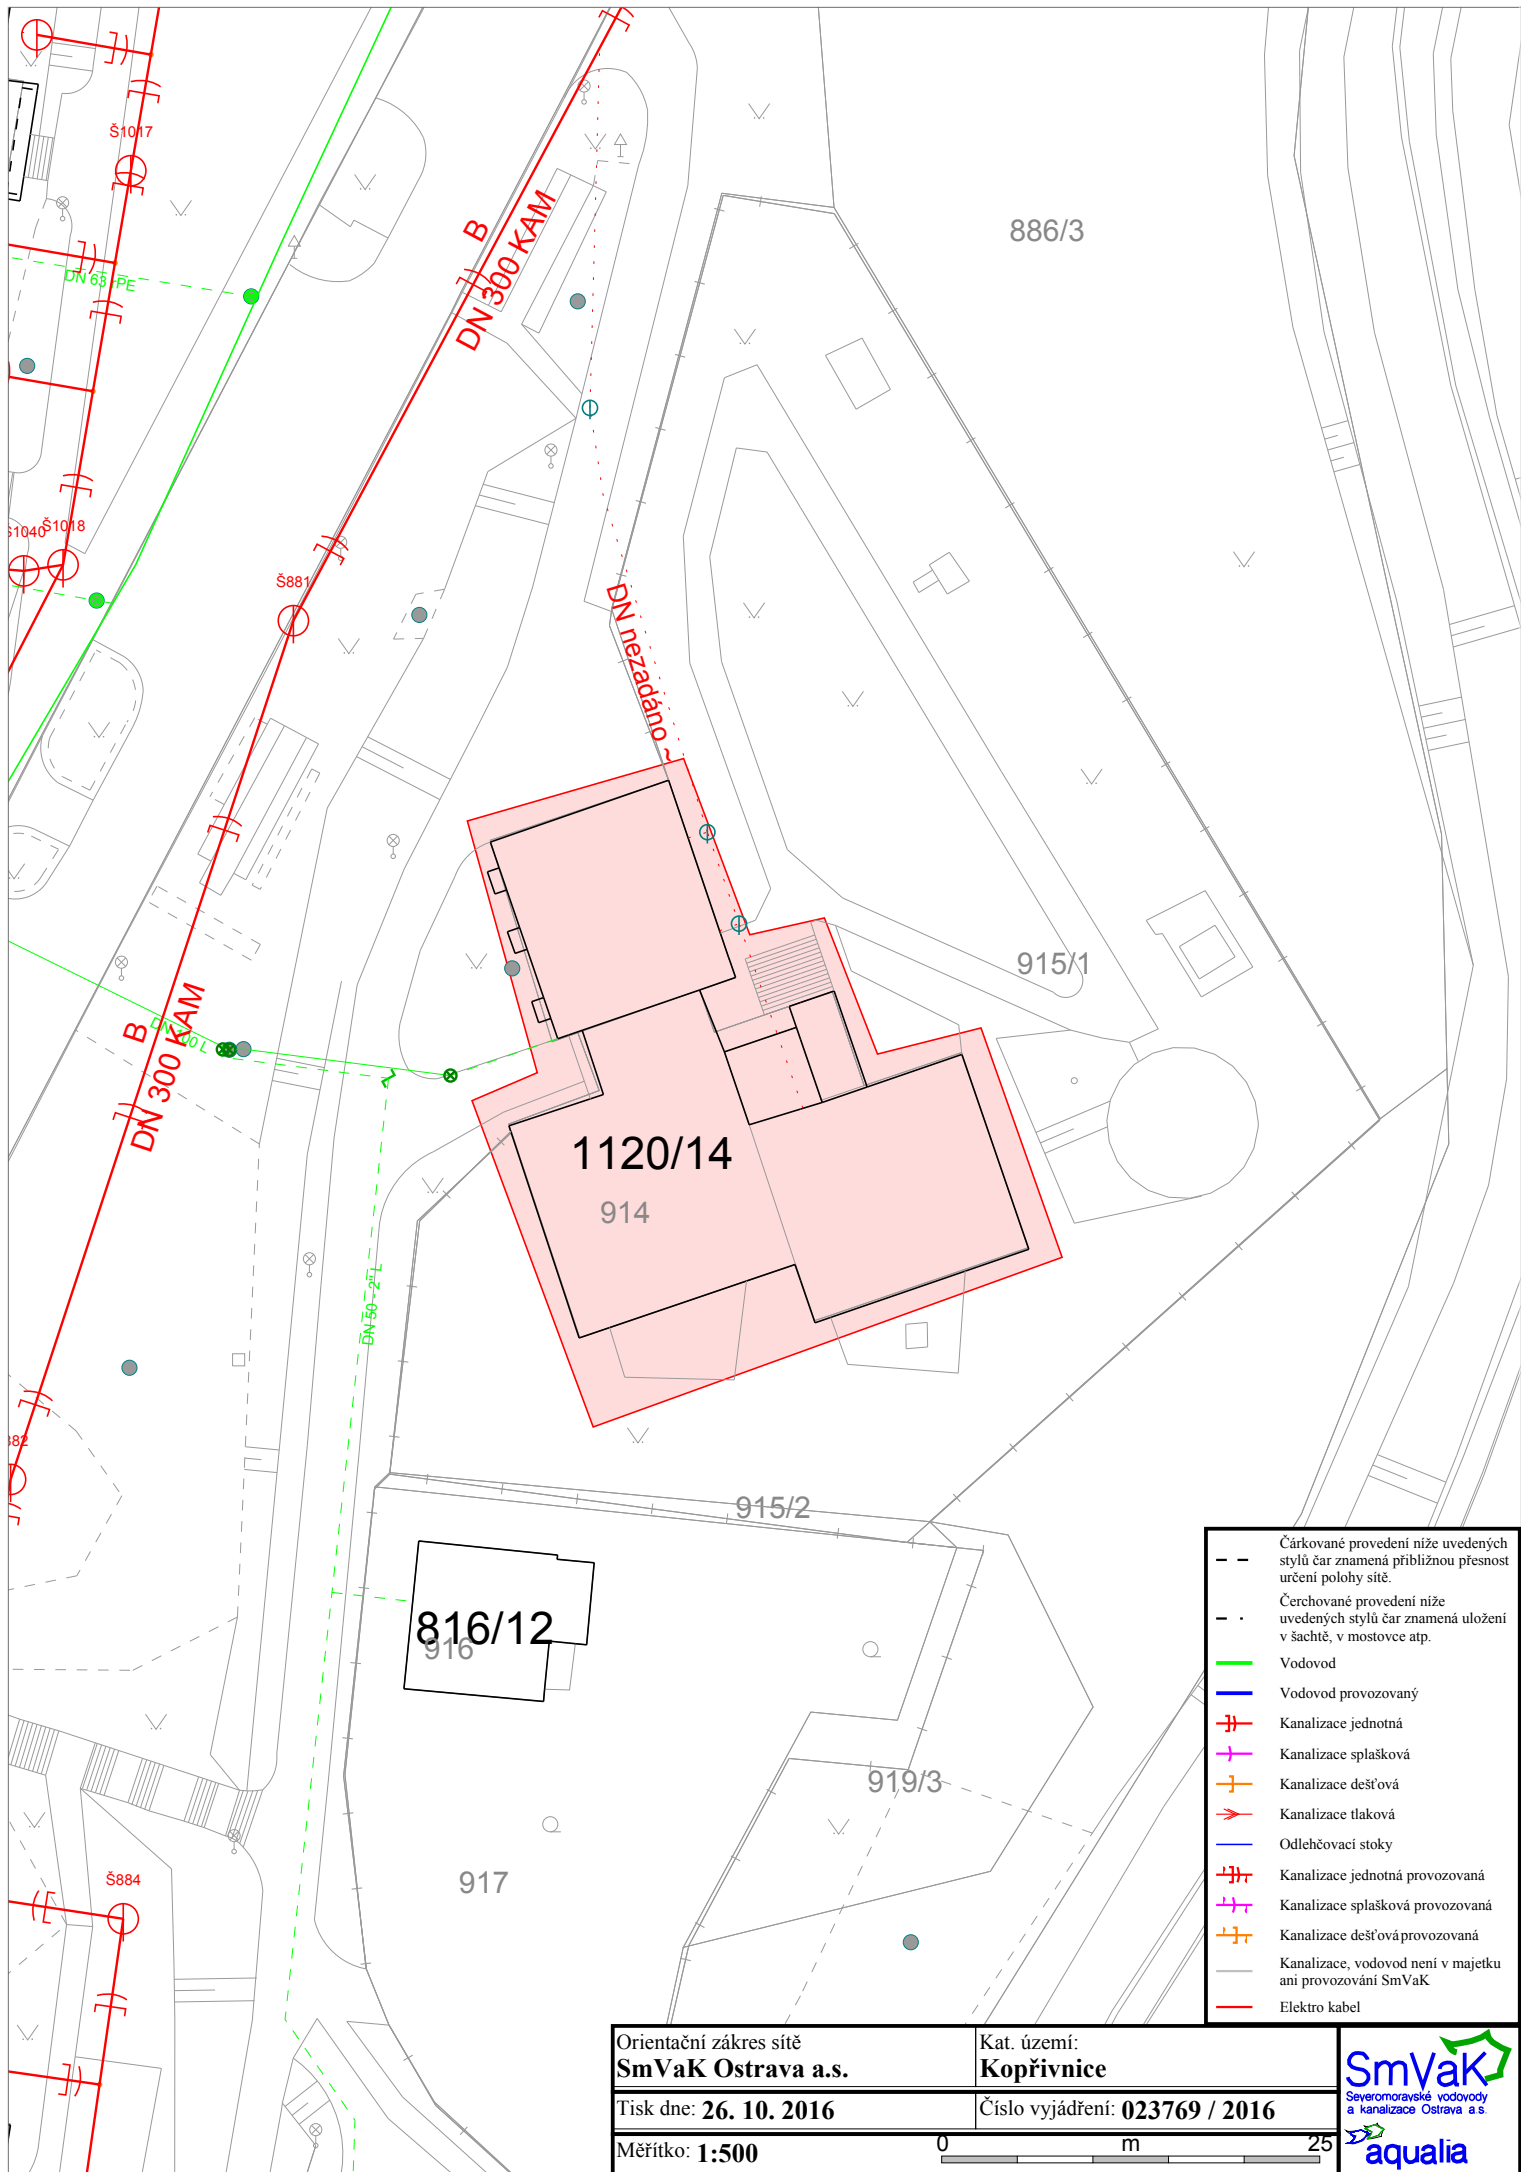 Š1017
B
DN 300 KAM
886/3
DN 63 -PE
Š1018
Š881
DN nezadáno ~
915/1
B
DN 300 KAM
DN 100 L
1120/14
914
DN 50 - 2" L
915/2
816/12
916
919/3
917
Š884
Čárkované provedení níže uvedených
stylů čar znamená přibližnou přesnost
určení polohy sítě.
Čerchované provedení níže
uvedených stylů čar znamená uložení
v šachtě, v mostovce atp.
Vodovod
Vodovod provozovaný
Kanalizace jednotná
Kanalizace splašková
Kanalizace dešťová
Kanalizace tlaková
Odlehčovací stoky
Kanalizace jednotná provozovaná
Kanalizace splašková provozovaná
Kanalizace dešťová provozovaná
Kanalizace, vodovod není v majetku
ani provozování SmVaK
Elektro kabel
Orientační zákres sítě
SmVaK Ostrava a.s.
Kat. území:
Kopřivnice
Tisk dne: 26. 10. 2016
Číslo vyjádření: 023769 / 2016
Měřítko: 1:500
0 m 25
SmVaK
Severomoravské vodovody
a kanalizace Ostrava a.s.
aqualia